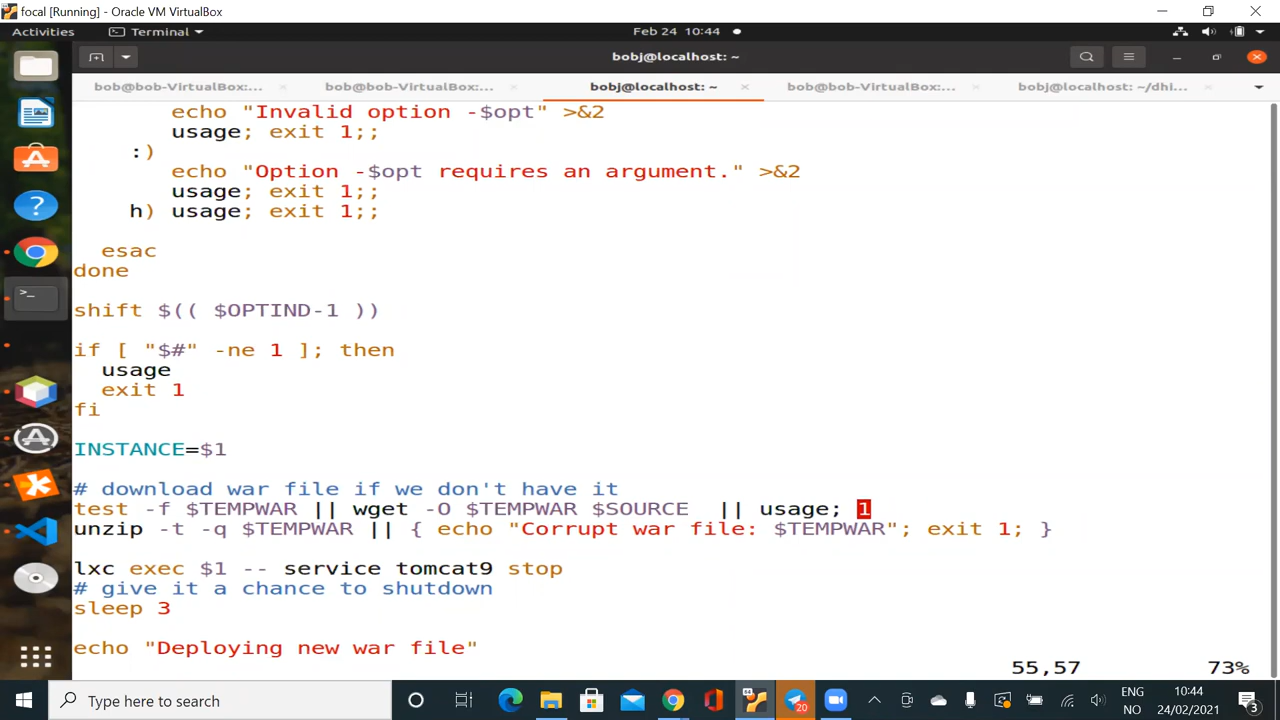 focal [Running] - Oracle VM VirtualBox
Activities Terminal Feb 24 10:44
bobj@localhost: ~
bob@bob-VirtualBox:... bob@bob-VirtualBox:... bobj@localhost: ~ bob@bob-VirtualBox:... bobj@localhost: ~/dhi...
echo "Invalid option -$opt" >&2
usage; exit 1;;
:)
echo "Option -$opt requires an argument." >&2
usage; exit 1;;
h) usage; exit 1;;
esac
done
shift $(( $OPTIND-1 ))
if [ "$#" -ne 1 ]; then
usage
exit 1
fi
INSTANCE=$1
# download war file if we don't have it
test -f $TEMPWAR || wget -O $TEMPWAR $SOURCE  || usage; 1
unzip -t -q $TEMPWAR || { echo "Corrupt war file: $TEMPWAR"; exit 1; }
lxc exec $1 -- service tomcat9 stop
# give it a chance to shutdown
sleep 3
echo "Deploying new war file"
55,57 73%
Type here to search
20
ENG
NO
10:44
24/02/2021
3